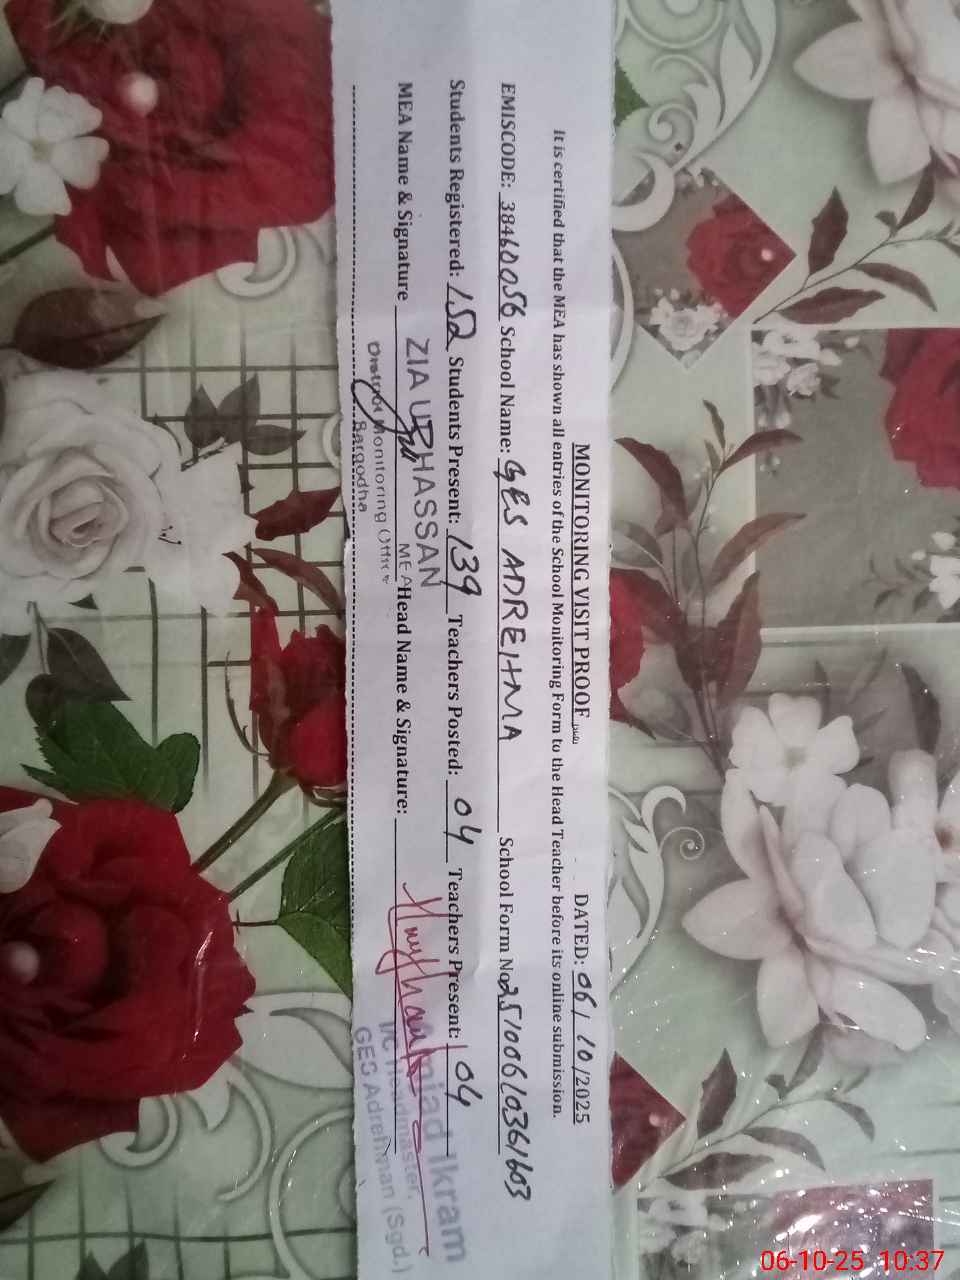 MONITORING VISIT PROOF DATED: 06/10/2025
It is certified that the MEA has shown all entries of the School Monitoring Form to the Head Teacher before its online submission.
EMISCODE: 38460056 School Name: GES ADREHMA School Form No 251006103611603
Students Registered: 152 Students Present: 139 Teachers Posted: 04 Teachers Present: 04
MEA Name & Signature ZIA UL HASSAN Head Name & Signature: Amjad Ikram
MEA
District Monitoring Office I/C Headmaster,
Sargodha GES Adrehman (Sgd.)
06-10-25 10:37